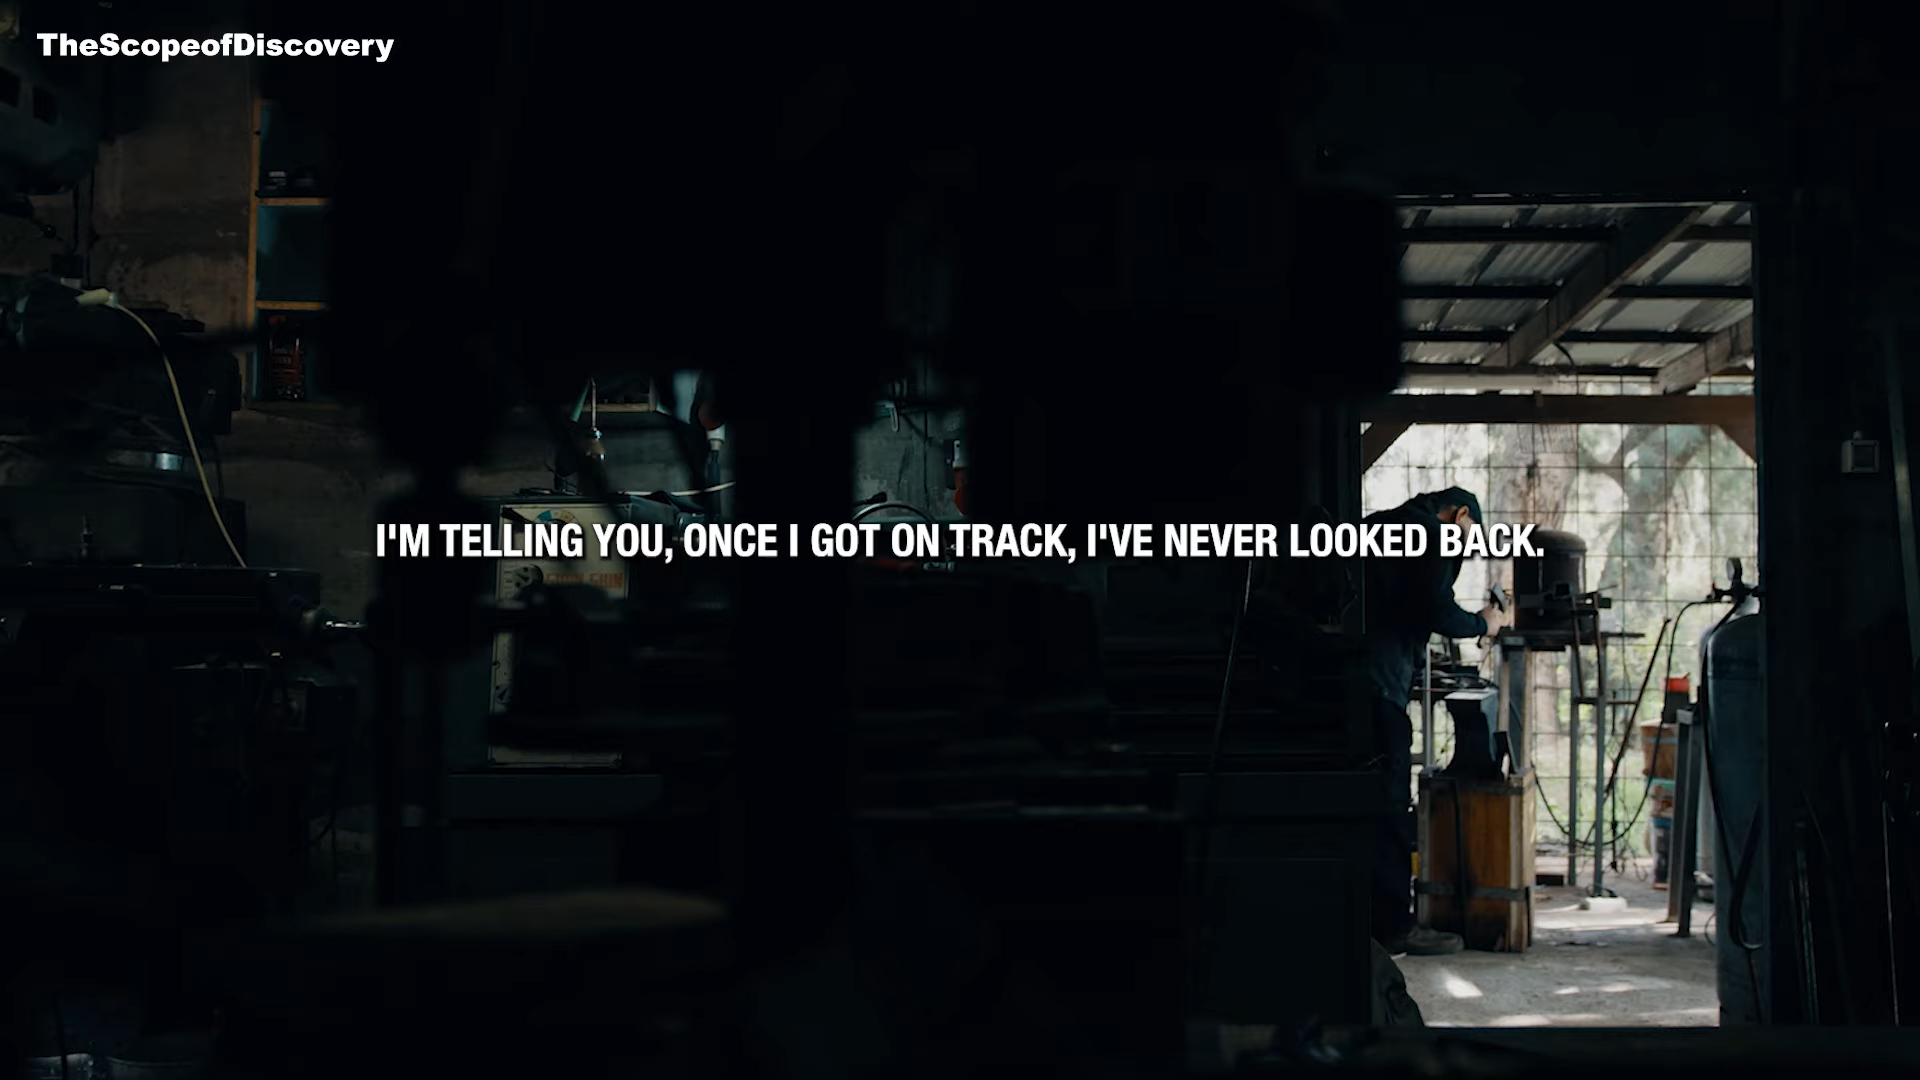 TheScopeofDiscovery
I'M TELLING YOU, ONCE I GOT ON TRACK, I'VE NEVER LOOKED BACK.